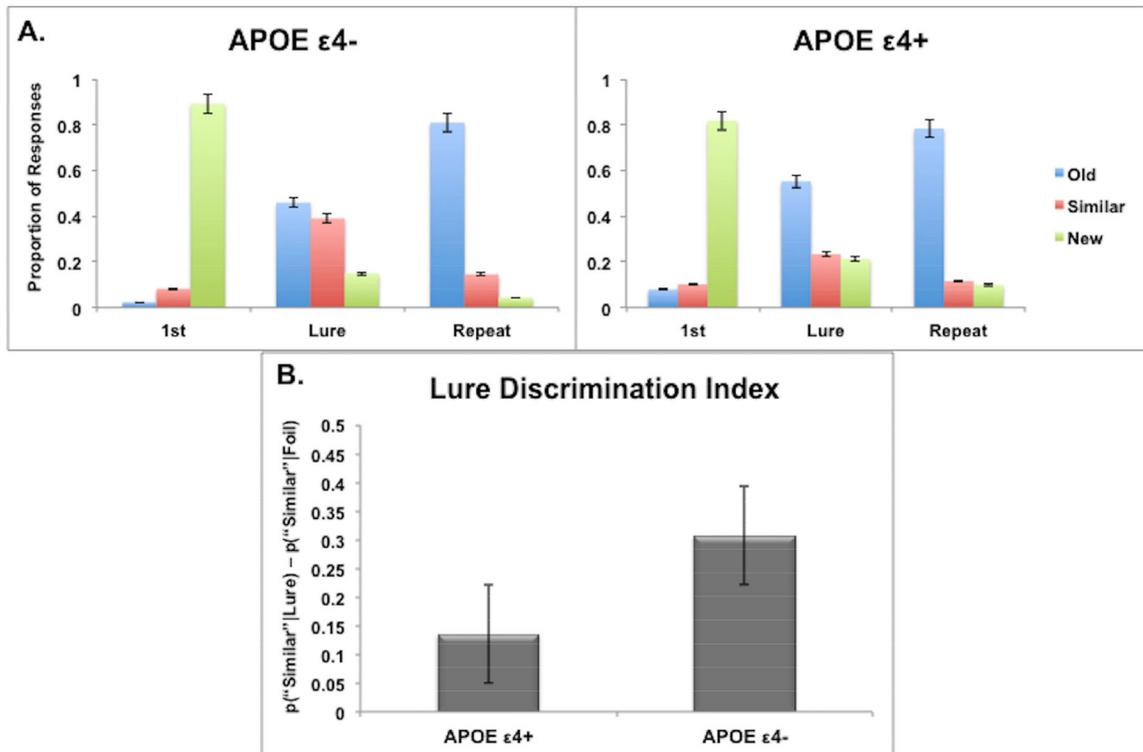 A.
APOE ε4-
Proportion of Responses
1
0.8
0.6
0.4
0.2
0
1st
Lure
Repeat
APOE ε4+
1
0.8
0.6
0.4
0.2
0
1st
Lure
Repeat
Old
Similar
New
B.
Lure Discrimination Index
p("Similar"|Lure) – p("Similar"|Foil)
0.5
0.45
0.4
0.35
0.3
0.25
0.2
0.15
0.1
0.05
0
APOE ε4+
APOE ε4-